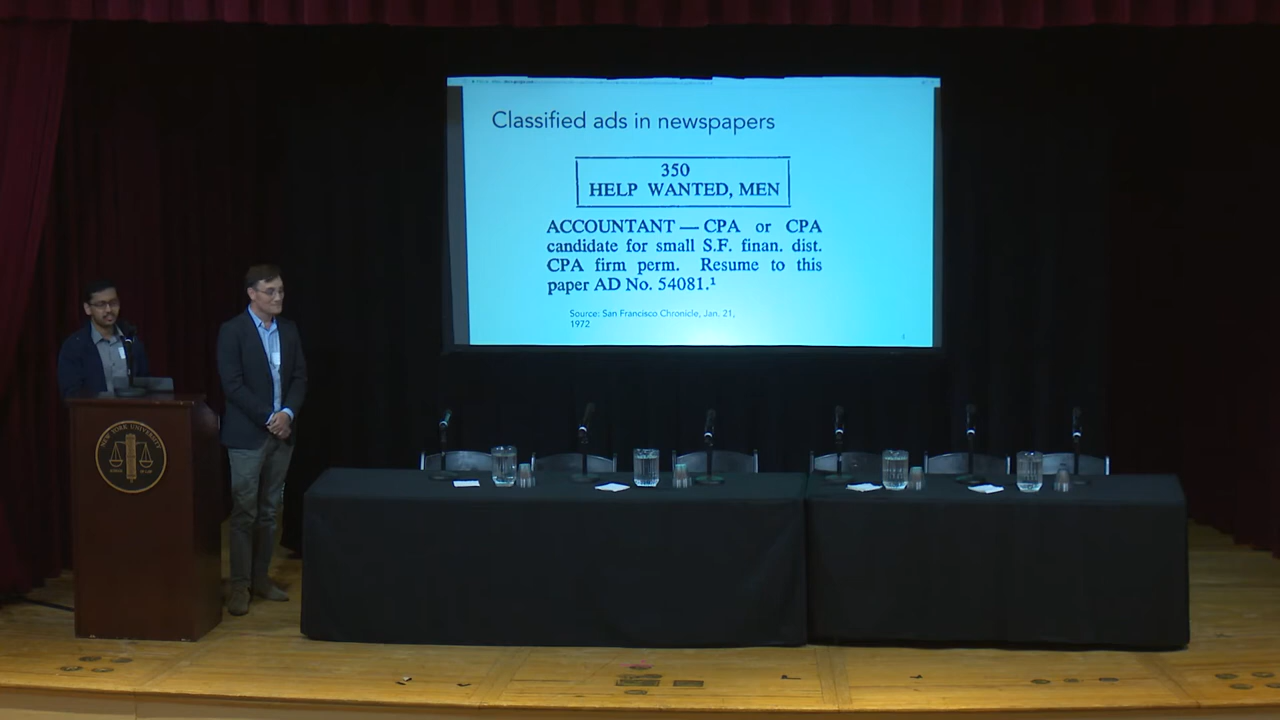 Classified ads in newspapers
350
HELP WANTED, MEN
ACCOUNTANT — CPA or CPA
candidate for small S.F. finan. dist.
CPA firm perm. Resume to this
paper AD No. 54081.¹
Source: San Francisco Chronicle, Jan. 21,
1972
NEW YORK UNIVERSITY